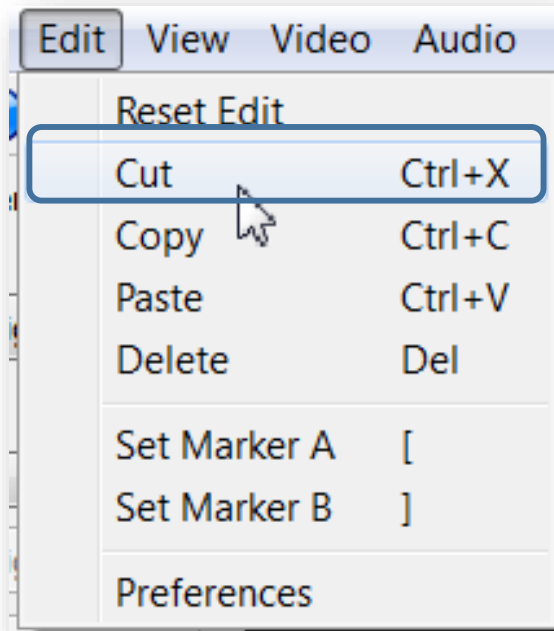 Edit View Video Audio
Reset Edit
Cut Ctrl+X
Copy Ctrl+C
Paste Ctrl+V
Delete Del
Set Marker A [
Set Marker B ]
Preferences